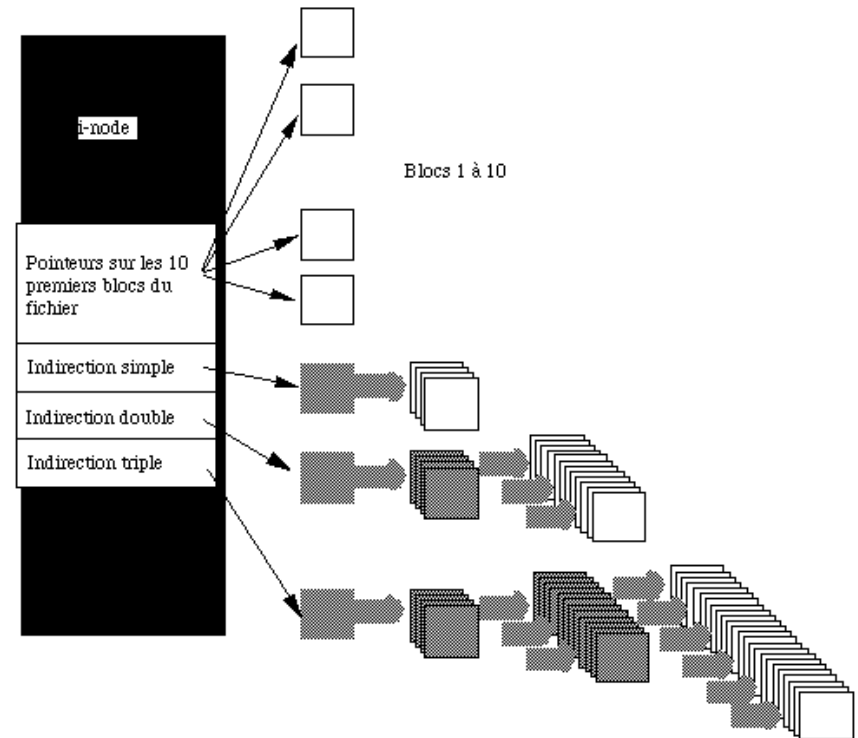 i-node
Blocs 1 à 10
Pointeurs sur les 10
premiers blocs du
fichier
Indirection simple
Indirection double
Indirection triple